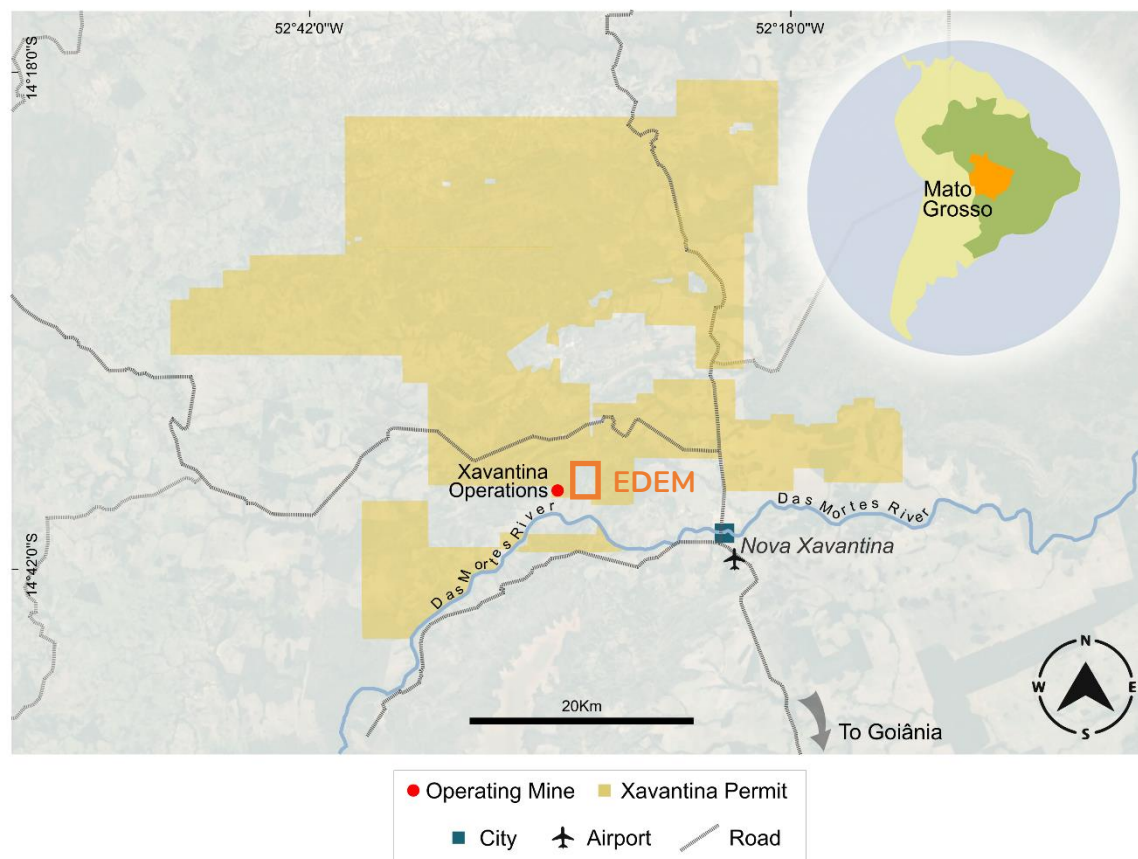 52°42'0"W
52°18'0"W
14°18'0"S
Mato
Grosso
Xavantina
Operations
EDEM
Das Mortes River
Das Mortes River
Nova Xavantina
14°42'0"S
N
W
E
S
20Km
To Goiânia
Operating Mine
Xavantina Permit
City
Airport
Road